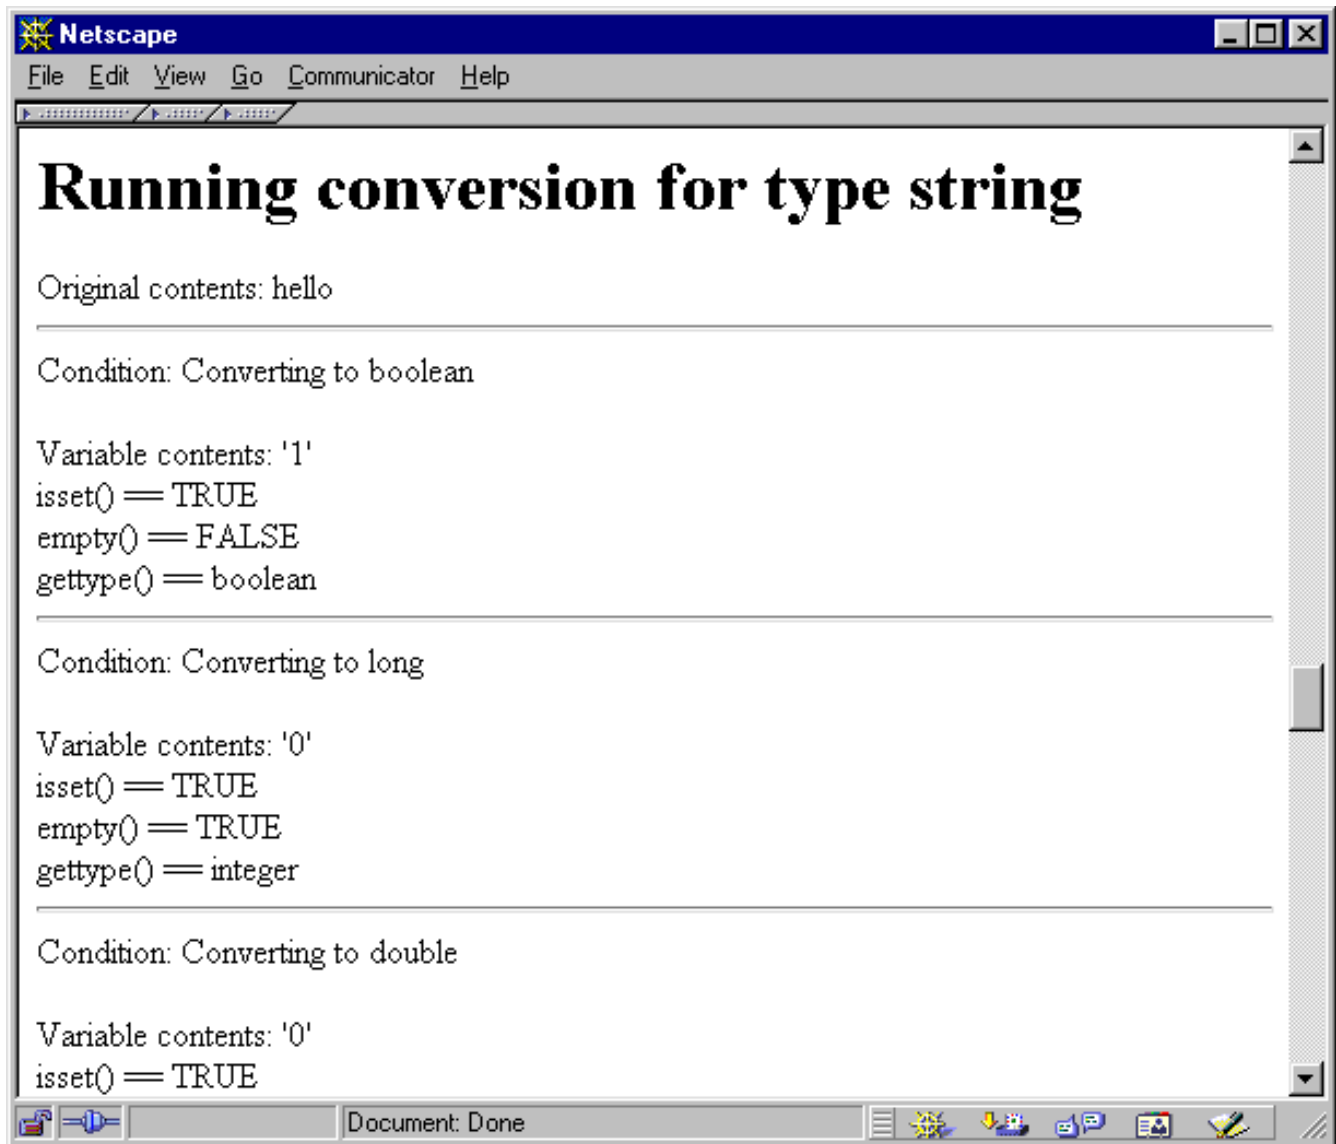 Netscape
File Edit View Go Communicator Help
Running conversion for type string
Original contents: hello
Condition: Converting to boolean
Variable contents: '1'
isset() == TRUE
empty() == FALSE
gettype() == boolean
Condition: Converting to long
Variable contents: '0'
isset() == TRUE
empty() == TRUE
gettype() == integer
Condition: Converting to double
Variable contents: '0'
isset() == TRUE
Document: Done